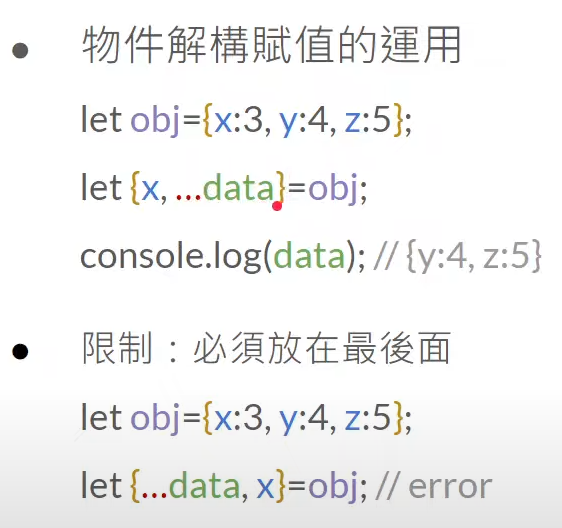 ● 物件解構賦值的運用
let obj={x:3, y:4, z:5};
let {x, ...data}=obj;
console.log(data); // {y:4, z:5}
● 限制：必須放在最後面
let obj={x:3, y:4, z:5};
let {...data, x}=obj; // error